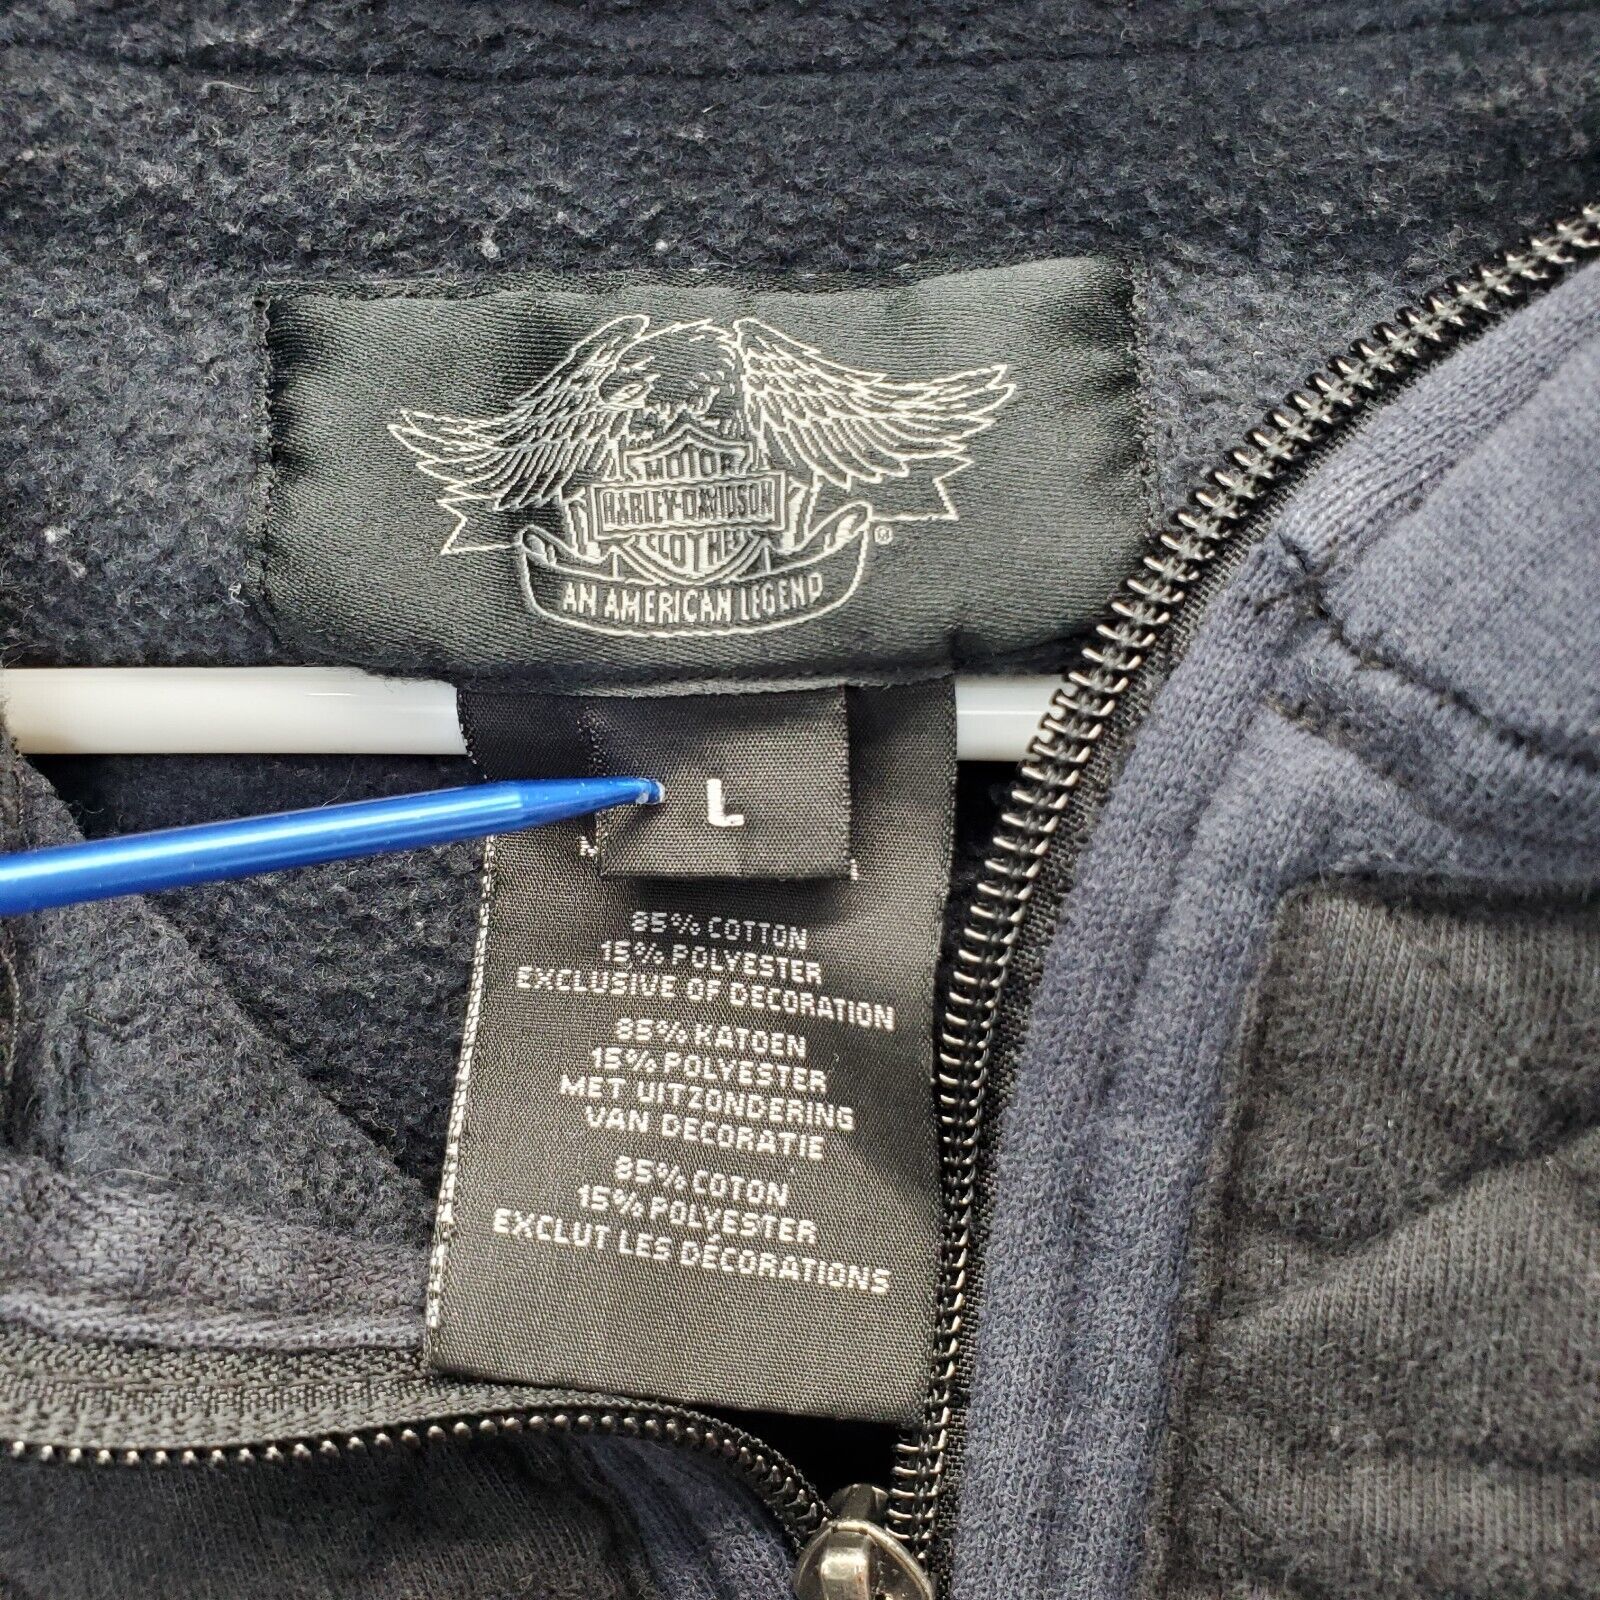 MOTOR
HARLEY-DAVIDSON
CLOTHES
AN AMERICAN LEGEND
®
L
85% COTTON
15% POLYESTER
EXCLUSIVE OF DECORATION
85% KATOEN
15% POLYESTER
MET UITZONDERING
VAN DECORATIE
85% COTON
15% POLYESTER
EXCLUT LES DÉCORATIONS